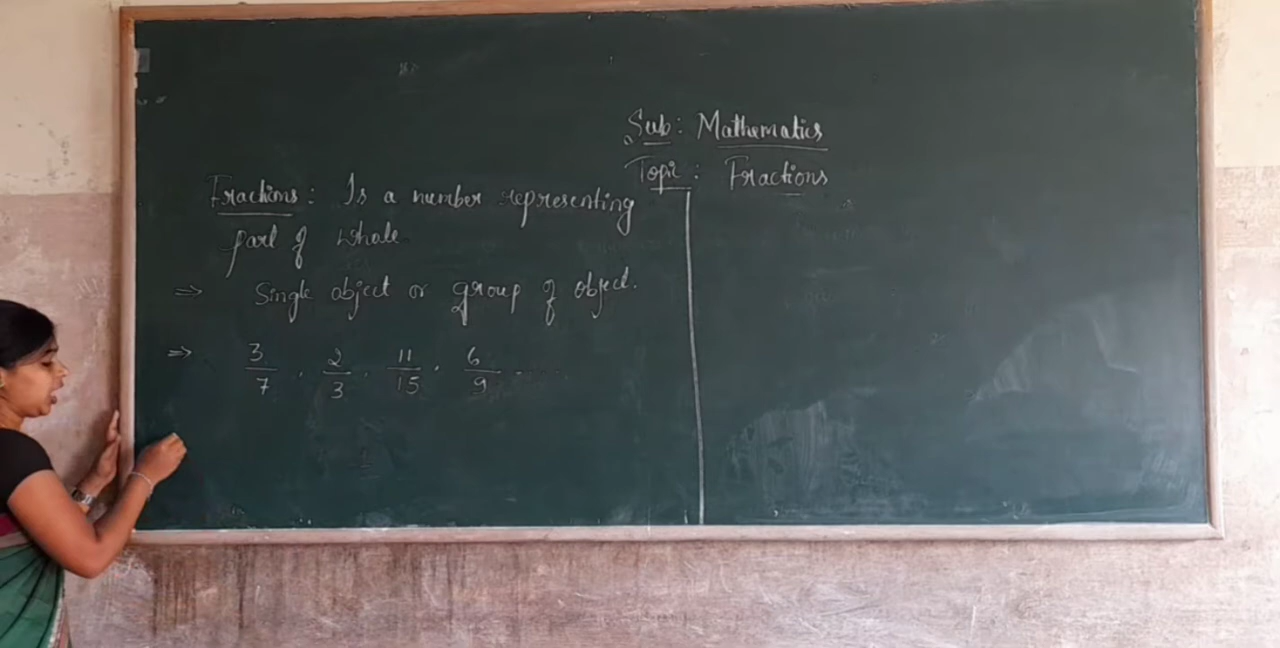 Sub: Mathematics
Topic: Fractions
Fractions: Is a number representing
part of whole
⇒ Single object or group of object.
⇒ 3/7, 2/3, 11/15, 6/9 .....